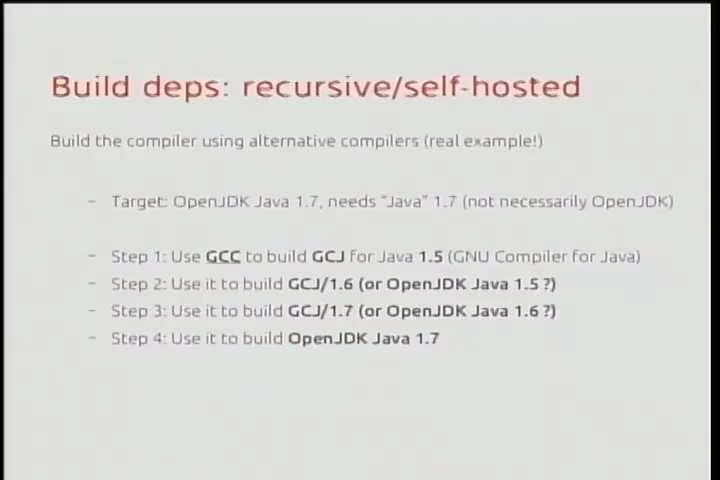 Build deps: recursive/self-hosted
Build the compiler using alternative compilers (real example!)
- Target: OpenJDK Java 1.7, needs "Java" 1.7 (not necessarily OpenJDK)
- Step 1: Use GCC to build GCJ for Java 1.5 (GNU Compiler for Java)
- Step 2: Use it to build GCJ/1.6 (or OpenJDK Java 1.5 ?)
- Step 3: Use it to build GCJ/1.7 (or OpenJDK Java 1.6 ?)
- Step 4: Use it to build OpenJDK Java 1.7